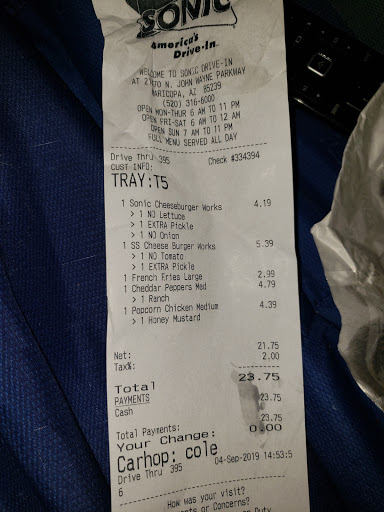 SONIC
America's
Drive-In
WELCOME TO SONIC DRIVE-IN
N. JOHN WAYNE PARKWAY
MARICOPA, AZ 85239
(520) 316-6000
OPEN MON-THUR 6 AM TO 11 PM
OPEN FRI-SAT 6 AM TO 12 AM
OPEN SUN 7 AM TO 11 PM
FULL MENU SERVED ALL DAY
Drive Thru 395 Check #334394
CUST INFO:
TRAY:T5
1 Sonic Cheeseburger Works 4.19
> 1 NO Lettuce
> 1 EXTRA Pickle
> 1 NO Onion
1 SS Cheese Burger Works 5.39
> 1 NO Tomato
> 1 EXTRA Pickle
1 French Fries Large 2.99
1 Cheddar Peppers Med 4.79
> 1 Ranch
1 Popcorn Chicken Medium 4.39
> 1 Honey Mustard
Net: 21.75
Tax%: 2.00
Total 23.75
PAYMENTS
Cash 23.75
Total Payments: 23.75
Your Change: 0.00
Carhop: cole
Drive Thru 395 04-Sep-2019 14:53:5
6
How was your visit?
or Concerns?
on Duty